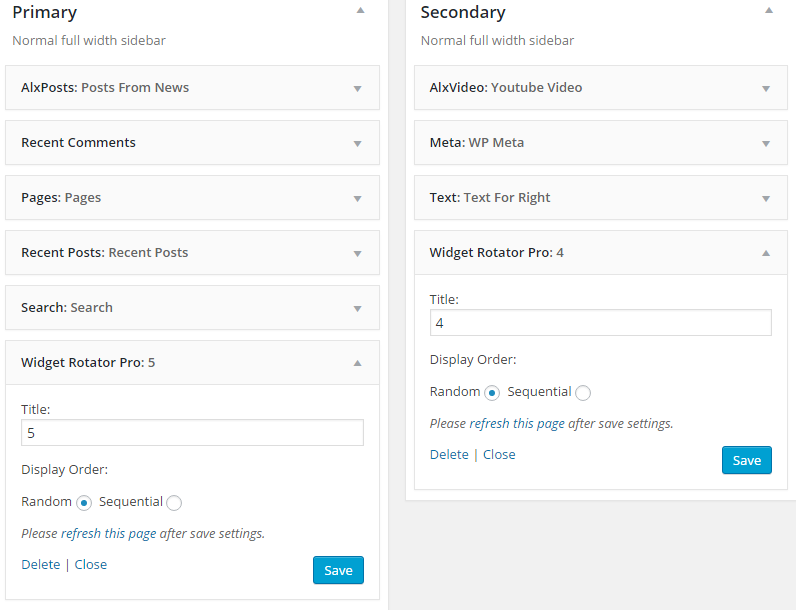 Primary
Normal full width sidebar
AlxPosts: Posts From News
Recent Comments
Pages: Pages
Recent Posts: Recent Posts
Search: Search
Widget Rotator Pro: 5
Title:
5
Display Order:
Random Sequential
Please refresh this page after save settings.
Delete | Close
Save
Secondary
Normal full width sidebar
AlxVideo: Youtube Video
Meta: WP Meta
Text: Text For Right
Widget Rotator Pro: 4
Title:
4
Display Order:
Random Sequential
Please refresh this page after save settings.
Delete | Close
Save